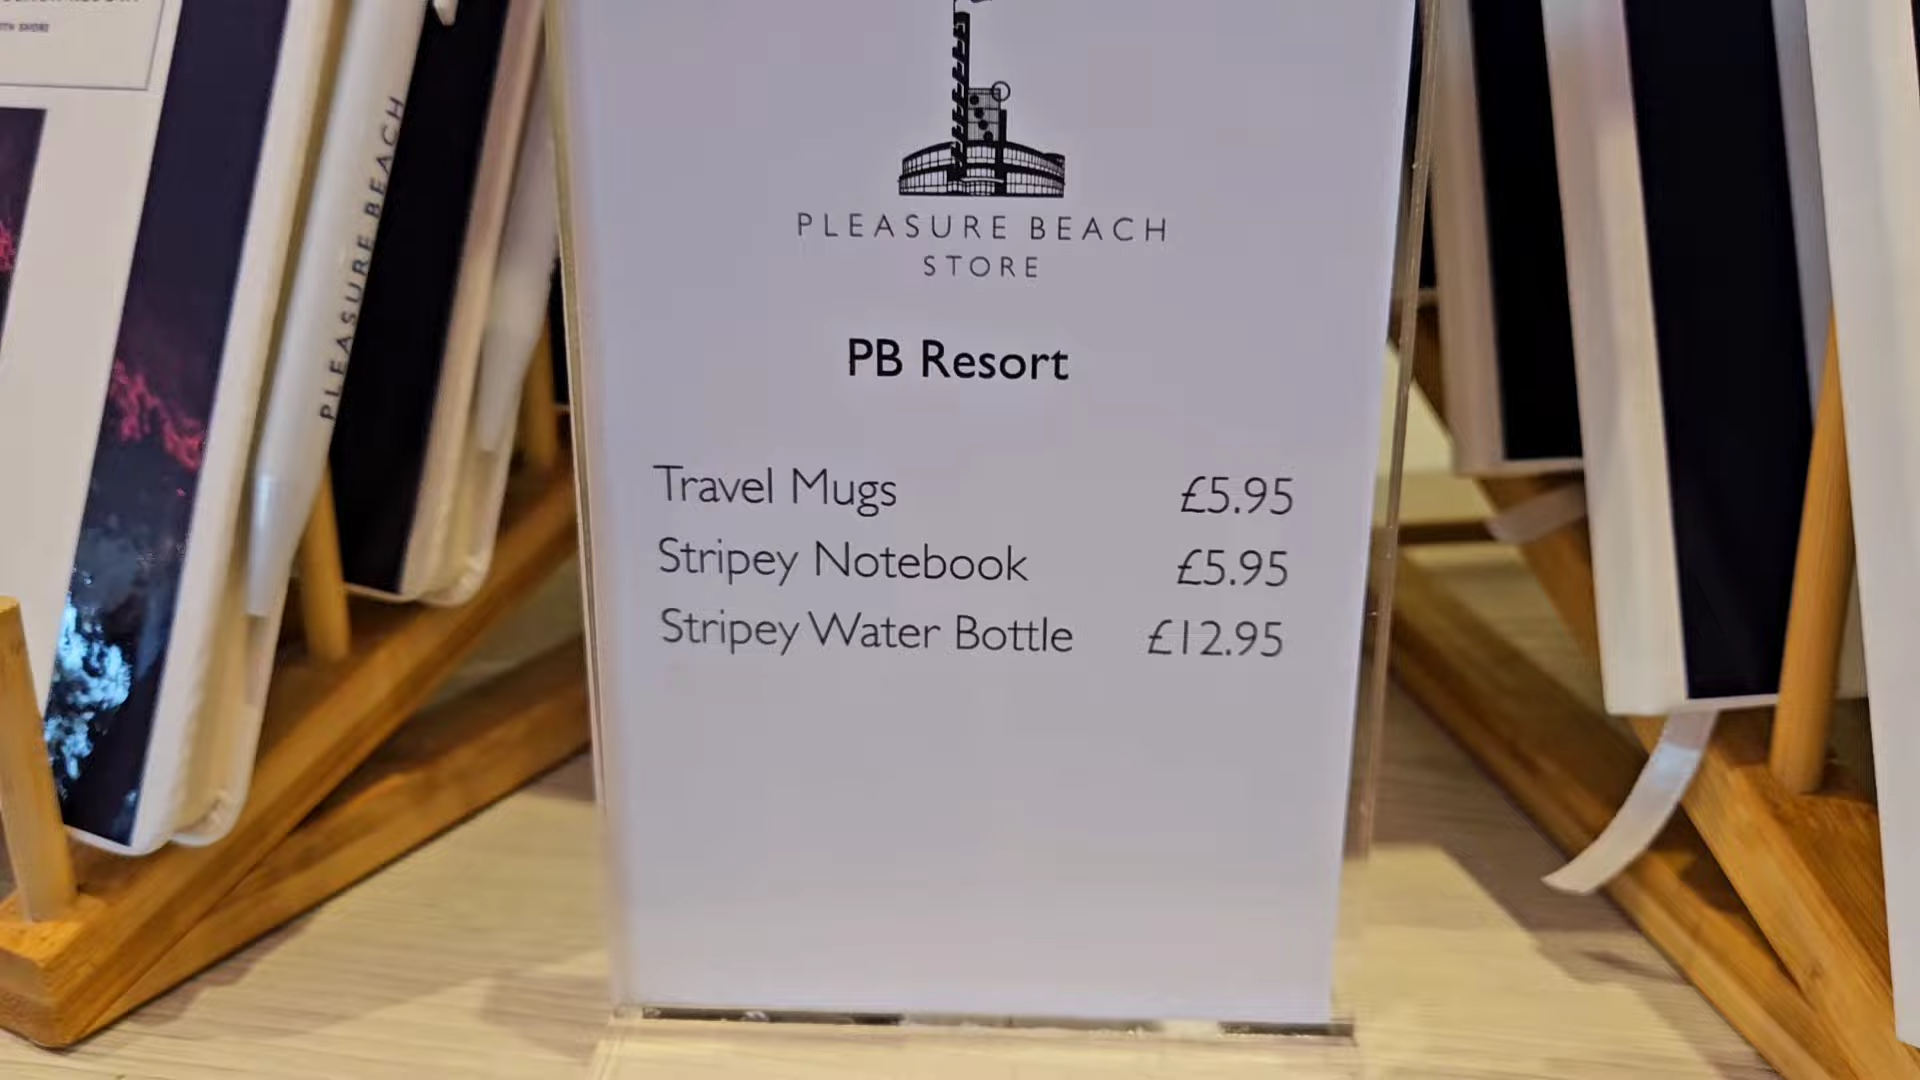 PLEASURE BEACH
PLEASURE BEACH
STORE
PB Resort
Travel Mugs £5.95
Stripey Notebook £5.95
Stripey Water Bottle £12.95